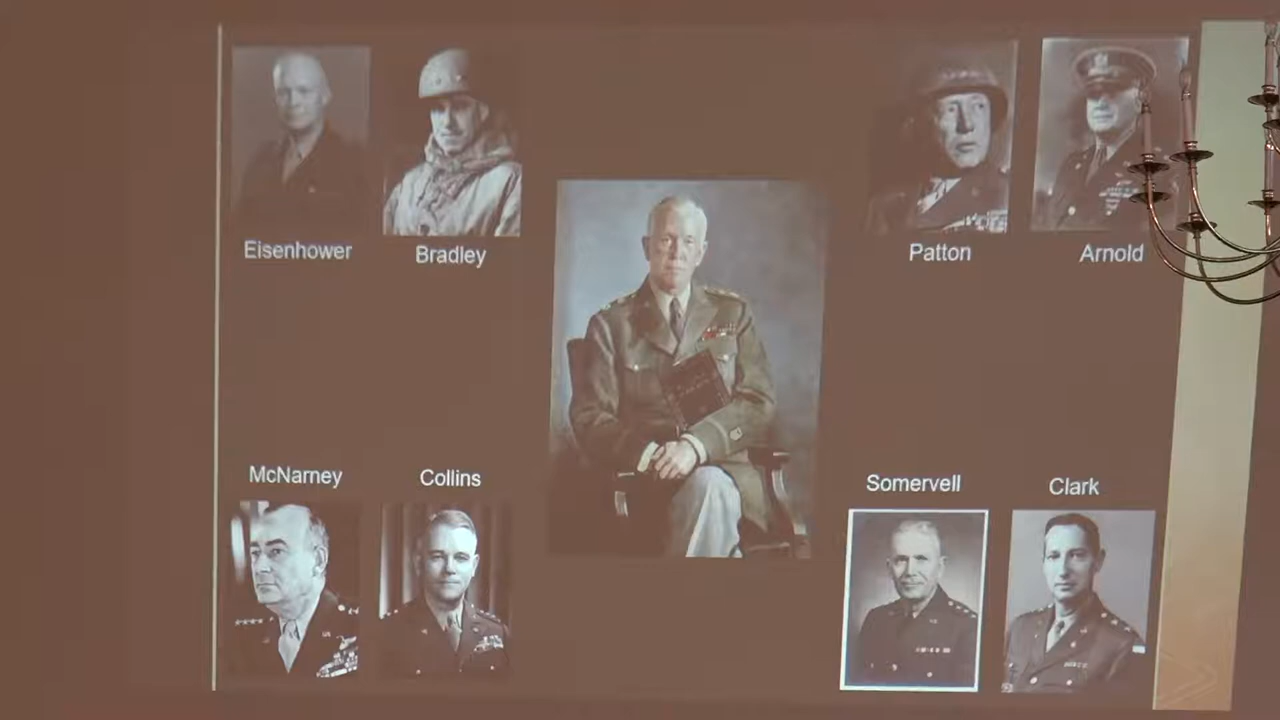 Eisenhower
Bradley
Patton
Arnold
McNarney
Collins
Somervell
Clark